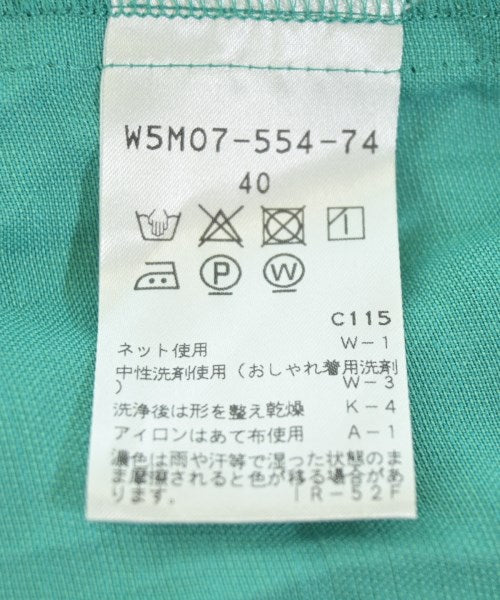 W5M07-554-74
40
P W
C115
ネット使用 W-1
中性洗剤使用（おしゃれ着用洗剤
） W-3
洗浄後は形を整え乾燥 K-4
アイロンはあて布使用 A-1
濃色は雨や汗等で湿った状態のま
ま摩擦されると色が移る場合があ
ります。 IR-52F